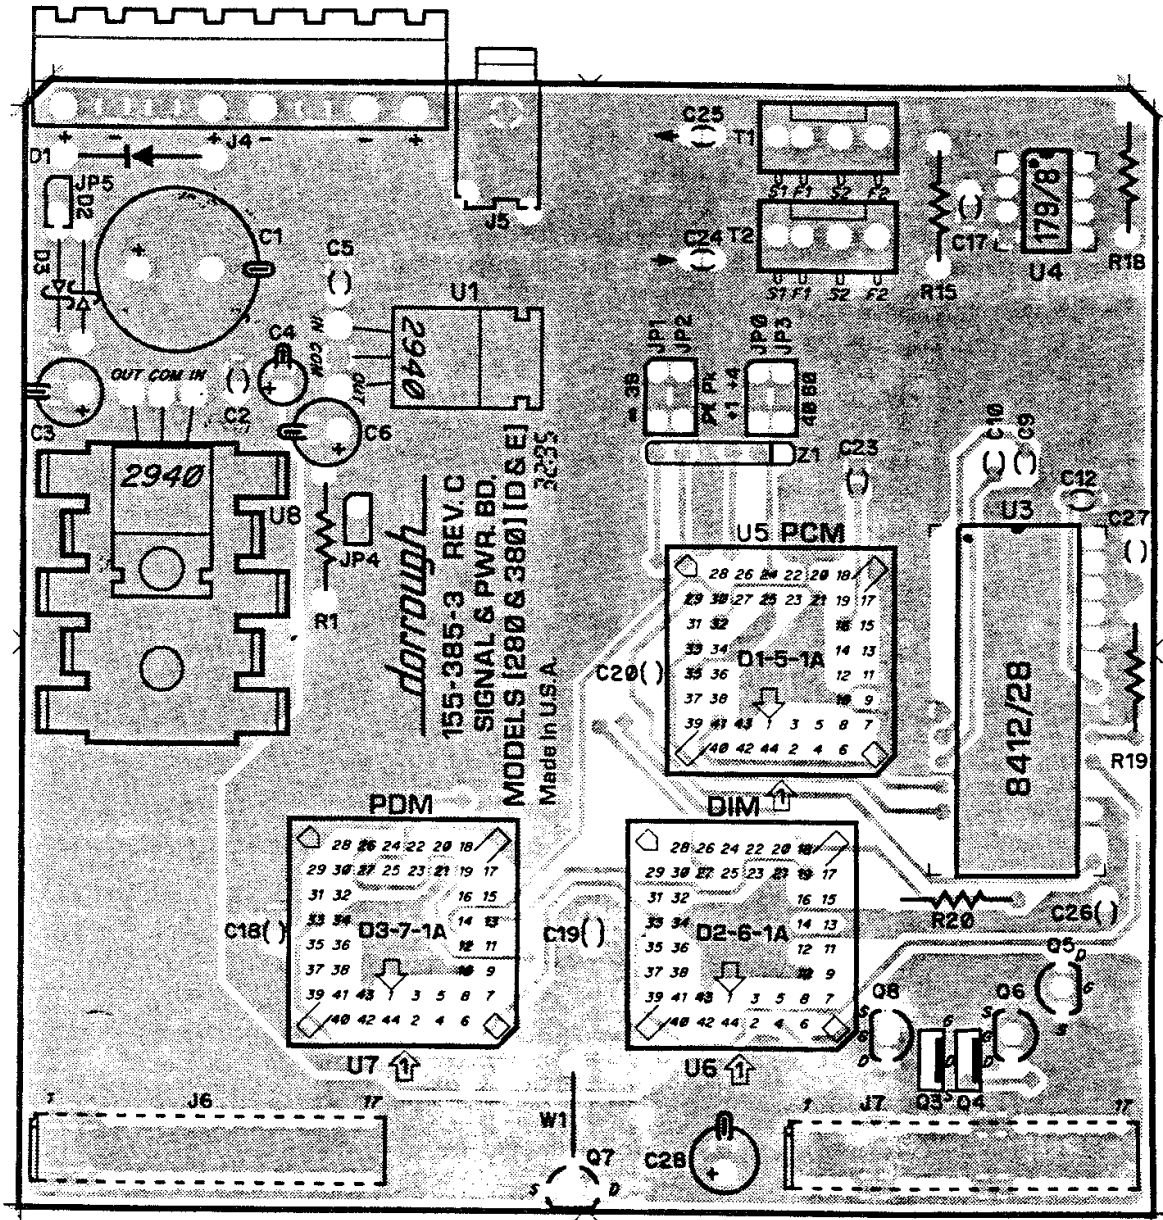 + - + - - +
J4
D1
JP5
D2
D3
+
C1
C5
C4
U1
IN COM OUT
2940
OUT COM IN
C2
C3
+
+
C6
+
2940
U8
JP4
R1
J5
C25
T1
S1 F1 S2 F2
C24
T2
S1 F1 S2 F2
R15
C17
179/8
U4
R18
JP1
JP2
JP0
JP3
+1 +4
40 80
Z1
C23
C10
C9
C12
U3
C27
8412/28
R19
155-385-3 REV. C
SIGNAL & PWR. BD.
MODELS [280 & 380] [D & E]
Made in U.S.A.
U5 PCM
28 26 24 22 20 18
29 30 27 25 23 21 19 17
31 32 16 15
33 34 14 13
D1-5-1A
35 36 12 11
37 38 10 9
39 41 43 1 3 5 8 7
40 42 44 2 4 6
1
C20
PDM
28 26 24 22 20 18
29 30 27 25 23 21 19 17
31 32 16 15
33 34 14 13
D3-7-1A
35 36 12 11
37 38 10 9
39 41 43 1 3 5 8 7
40 42 44 2 4 6
U7 1
C18
DIM
28 26 24 22 20 18
29 30 27 25 23 21 19 17
31 32 16 15
33 34 14 13
D2-6-1A
35 36 12 11
37 38 10 9
39 41 43 1 3 5 8 7
40 42 44 2 4 6
U6 1
C19
R20
C26
Q5
D
G
S
Q8
S
G
D
Q6
S
G
D
G
D
S
Q3 Q4
J6
1 17
W1
Q7
S D
C28
+
J7
1 17